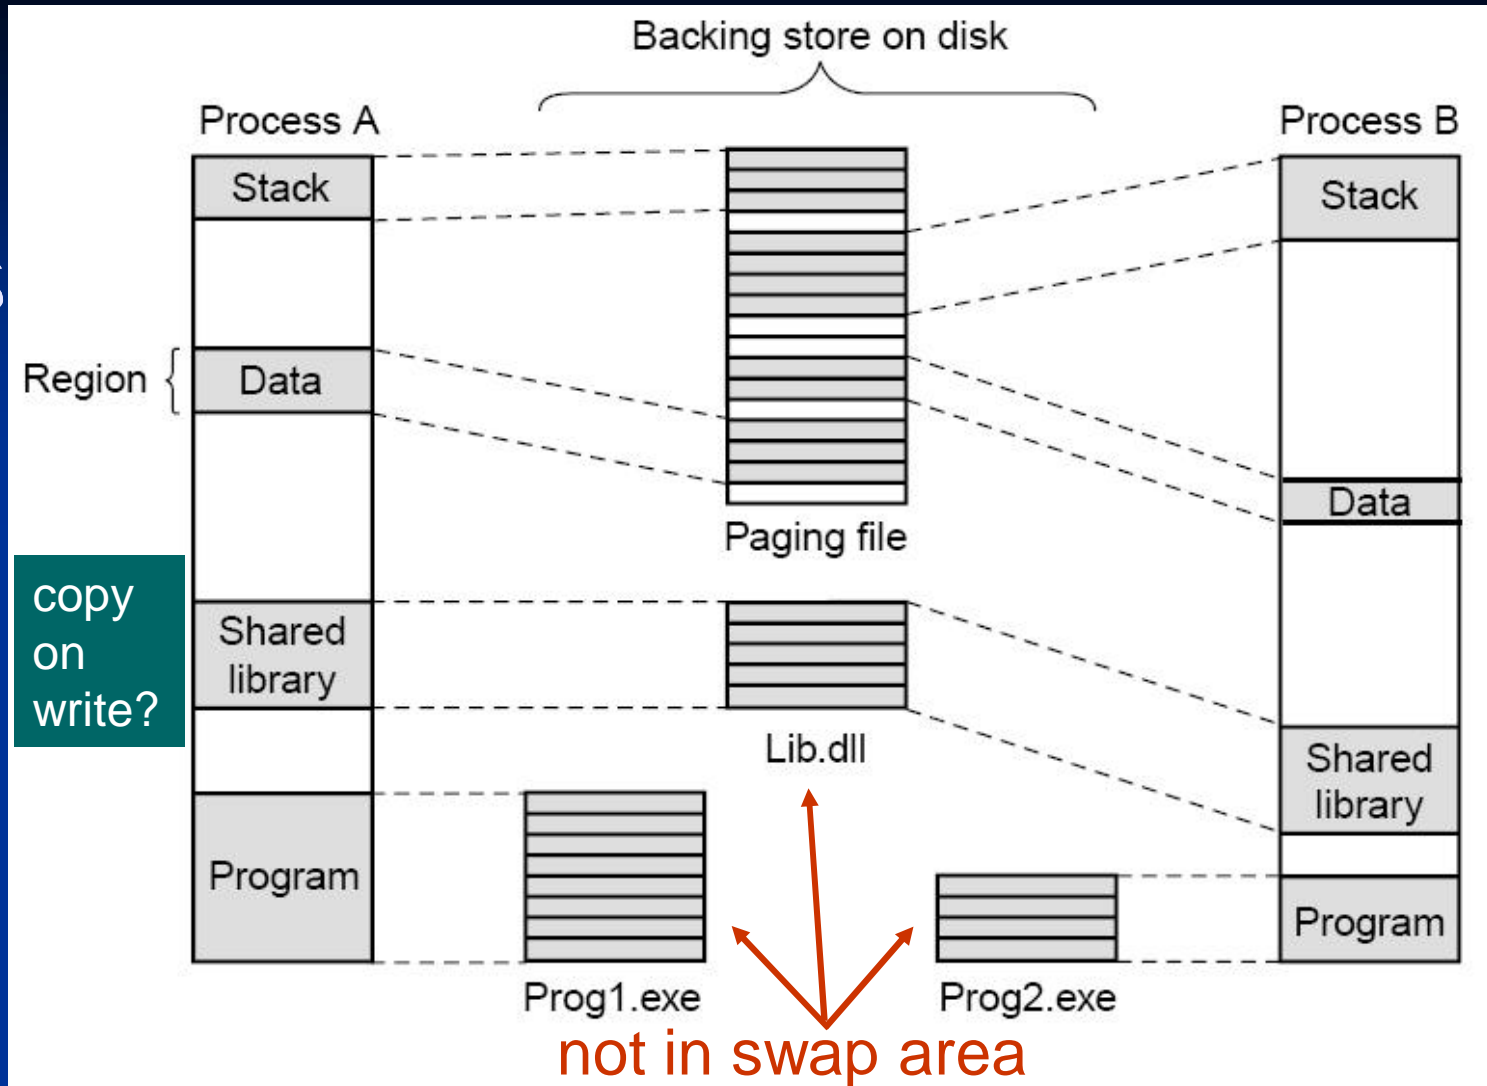 Backing store on disk
Process A
Process B
Stack
Stack
Region
Data
Data
Paging file
copy
on
write?
Shared
library
Lib.dll
Shared
library
Program
Program
Prog1.exe
Prog2.exe
not in swap area